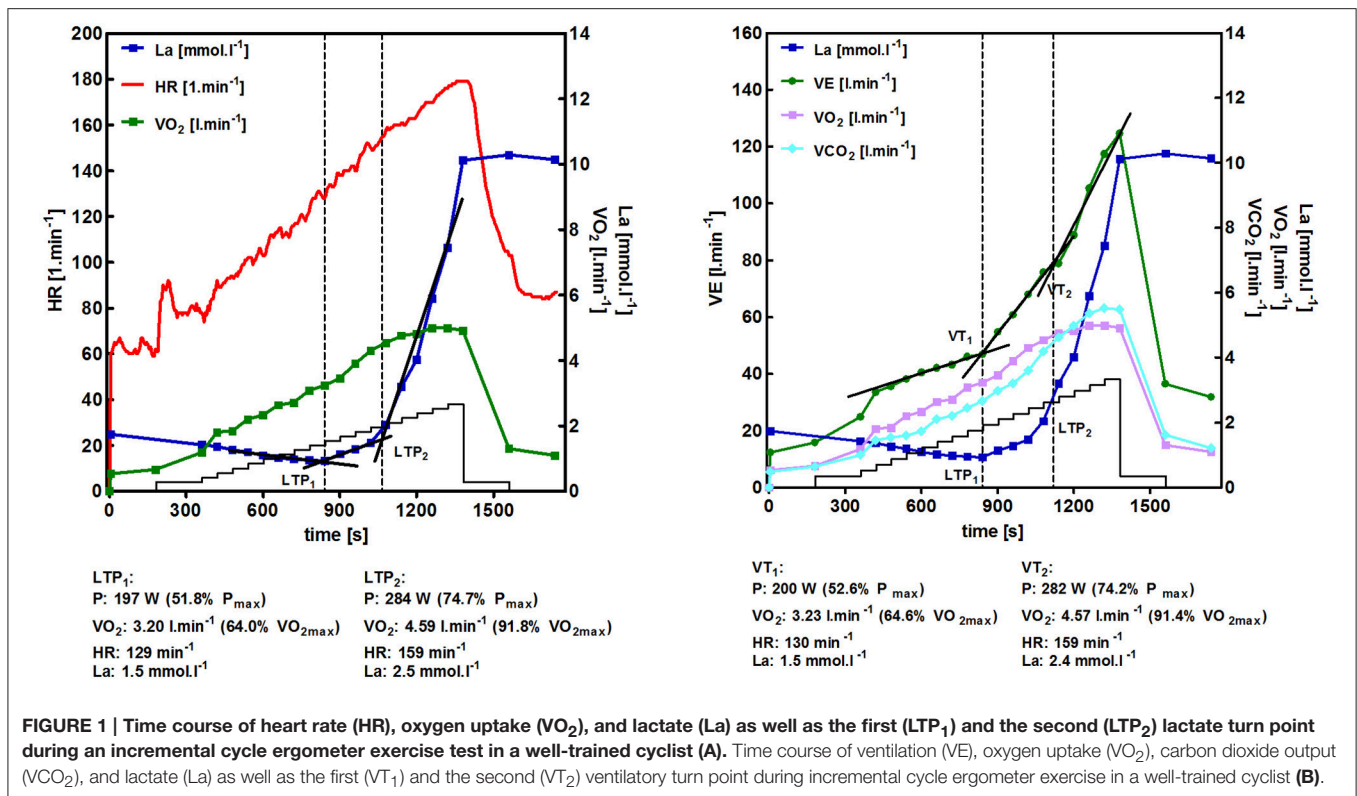 La [mmol.l⁻¹]
HR [1.min⁻¹]
VO₂ [l.min⁻¹]
HR [1.min⁻¹]
200
180
160
140
120
100
80
60
40
20
0
14
12
10
8
6
4
2
0
La [mmol.l⁻¹]
VO₂ [l.min⁻¹]
LTP₁
LTP₂
0 300 600 900 1200 1500
time [s]
LTP₁:
P: 197 W (51.8% Pmax)
VO₂: 3.20 l.min⁻¹ (64.0% VO₂max)
HR: 129 min⁻¹
La: 1.5 mmol.l⁻¹
LTP₂:
P: 284 W (74.7% Pmax)
VO₂: 4.59 l.min⁻¹ (91.8% VO₂max)
HR: 159 min⁻¹
La: 2.5 mmol.l⁻¹
La [mmol.l⁻¹]
VE [l.min⁻¹]
VO₂ [l.min⁻¹]
VCO₂ [l.min⁻¹]
VE [l.min⁻¹]
160
140
120
100
80
60
40
20
0
14
12
10
8
6
4
2
0
La [mmol.l⁻¹]
VO₂ [l.min⁻¹]
VCO₂ [l.min⁻¹]
VT₁
VT₂
LTP₁
LTP₂
0 300 600 900 1200 1500
time [s]
VT₁:
P: 200 W (52.6% Pmax)
VO₂: 3.23 l.min⁻¹ (64.6% VO₂max)
HR: 130 min⁻¹
La: 1.5 mmol.l⁻¹
VT₂:
P: 282 W (74.2% Pmax)
VO₂: 4.57 l.min⁻¹ (91.4% VO₂max)
HR: 159 min⁻¹
La: 2.4 mmol.l⁻¹
FIGURE 1 | Time course of heart rate (HR), oxygen uptake (VO₂), and lactate (La) as well as the first (LTP₁) and the second (LTP₂) lactate turn point
during an incremental cycle ergometer exercise test in a well-trained cyclist (A). Time course of ventilation (VE), oxygen uptake (VO₂), carbon dioxide output
(VCO₂), and lactate (La) as well as the first (VT₁) and the second (VT₂) ventilatory turn point during incremental cycle ergometer exercise in a well-trained cyclist (B).